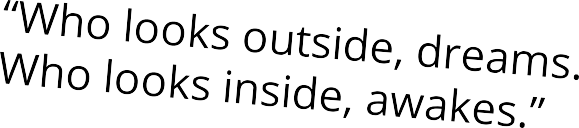 “Who looks outside, dreams.
Who looks inside, awakes.”